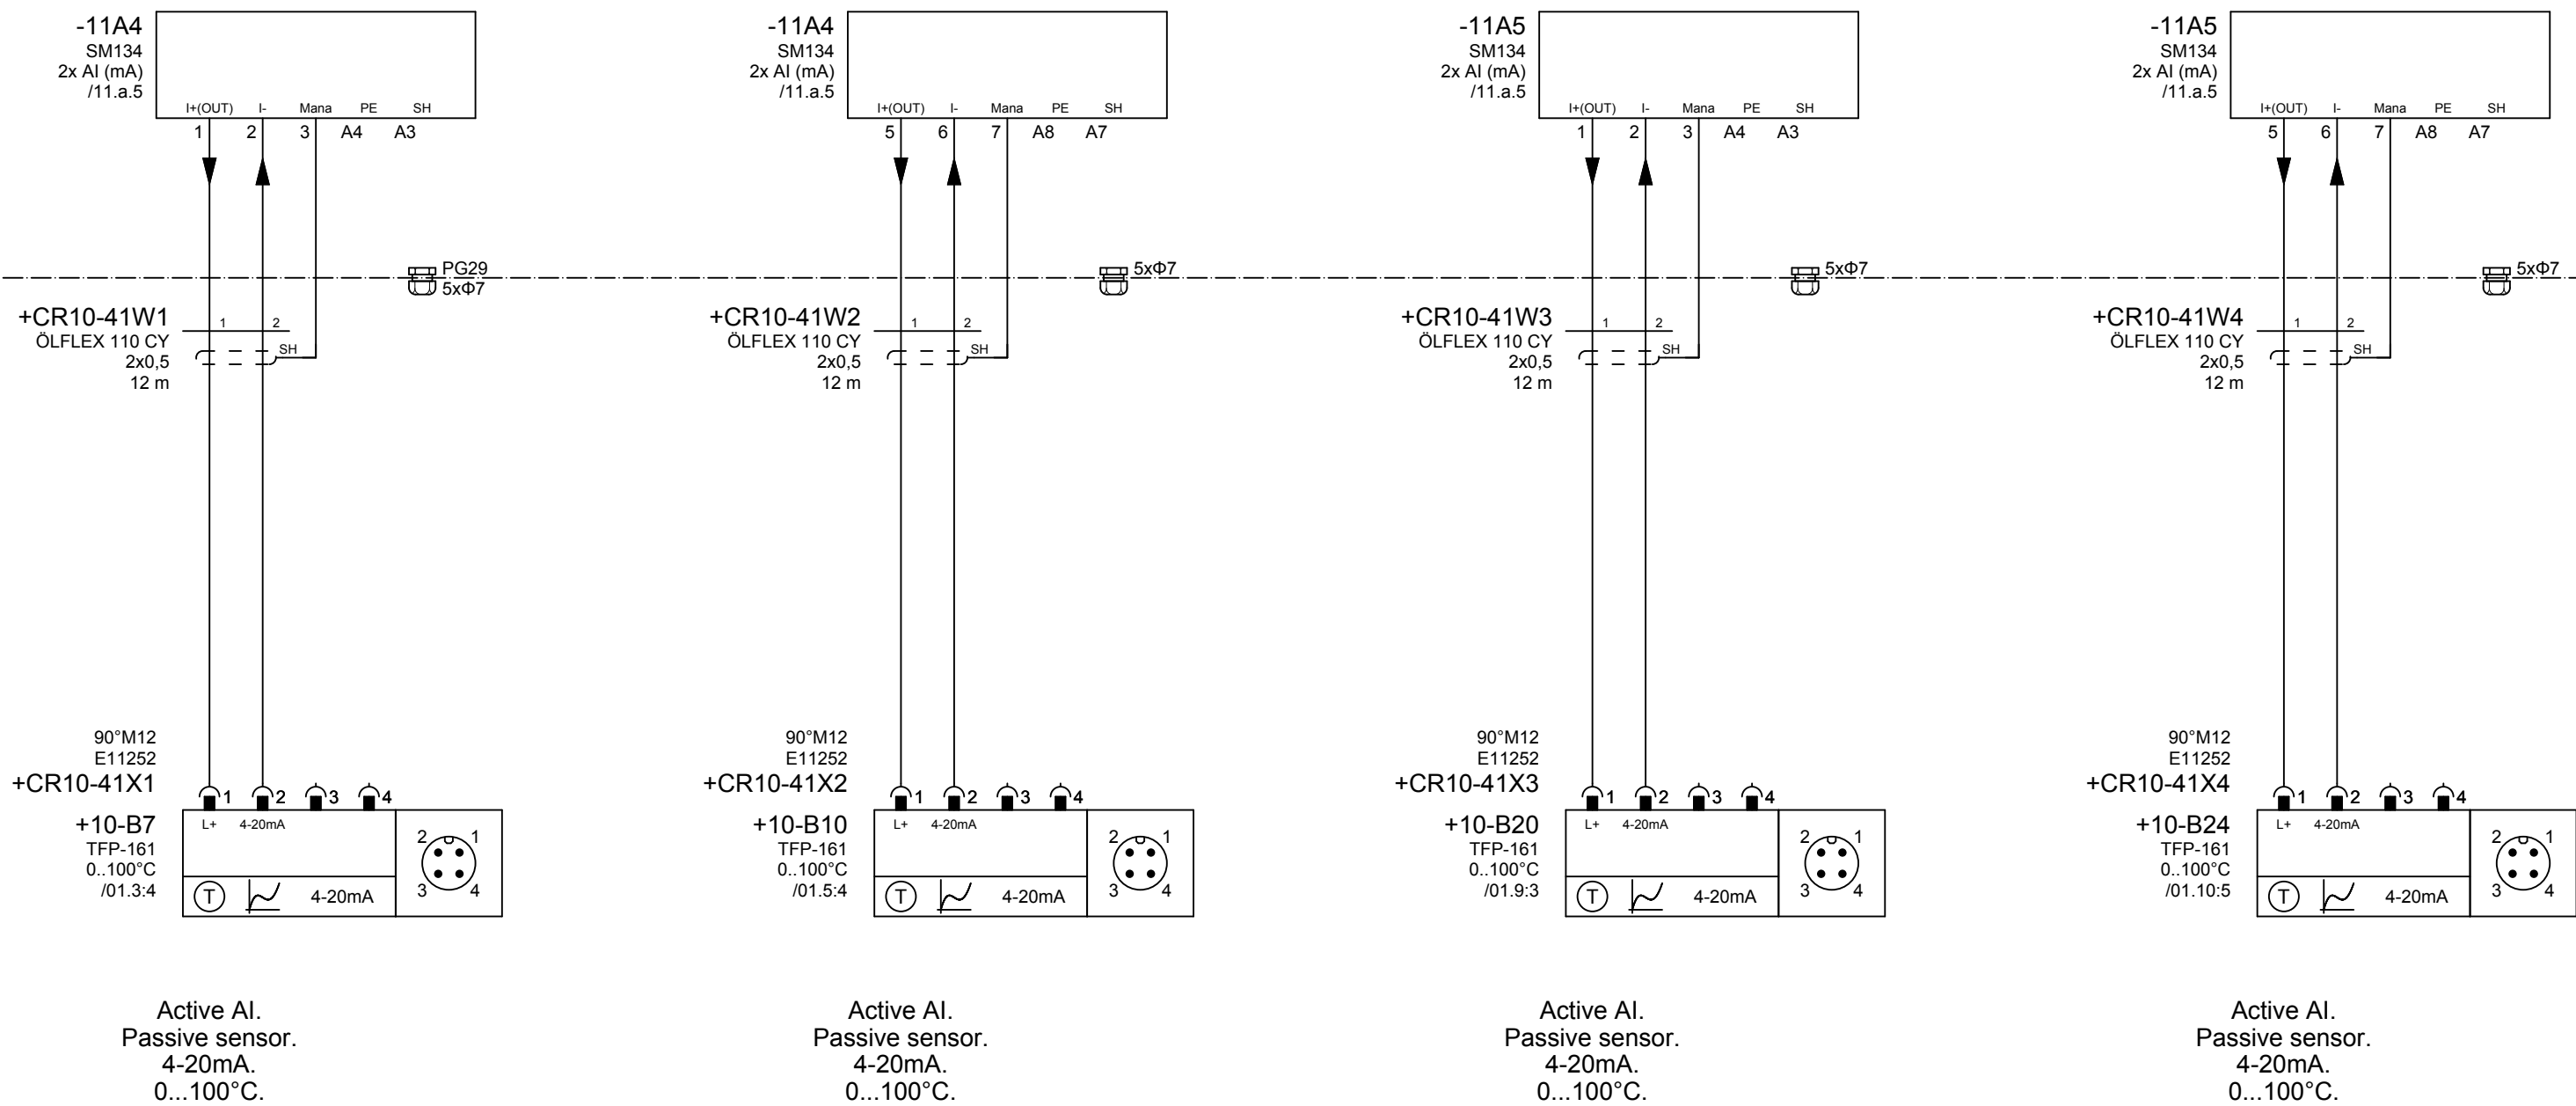 -11A4
SM134
2x AI (mA)
/11.a.5
I+(OUT) I- Mana PE SH
1 2 3 A4 A3
PG29
5xΦ7
+CR10-41W1
ÖLFLEX 110 CY
2x0,5
12 m
1 2
SH
90°M12
E11252
+CR10-41X1
1 2 3 4
+10-B7
TFP-161
0..100°C
/01.3:4
L+ 4-20mA
T 4-20mA
2 1
3 4
Active AI.
Passive sensor.
4-20mA.
0...100°C.
-11A4
SM134
2x AI (mA)
/11.a.5
I+(OUT) I- Mana PE SH
5 6 7 A8 A7
5xΦ7
+CR10-41W2
ÖLFLEX 110 CY
2x0,5
12 m
1 2
SH
90°M12
E11252
+CR10-41X2
1 2 3 4
+10-B10
TFP-161
0..100°C
/01.5:4
L+ 4-20mA
T 4-20mA
2 1
3 4
Active AI.
Passive sensor.
4-20mA.
0...100°C.
-11A5
SM134
2x AI (mA)
/11.a.5
I+(OUT) I- Mana PE SH
1 2 3 A4 A3
5xΦ7
+CR10-41W3
ÖLFLEX 110 CY
2x0,5
12 m
1 2
SH
90°M12
E11252
+CR10-41X3
1 2 3 4
+10-B20
TFP-161
0..100°C
/01.9:3
L+ 4-20mA
T 4-20mA
2 1
3 4
Active AI.
Passive sensor.
4-20mA.
0...100°C.
-11A5
SM134
2x AI (mA)
/11.a.5
I+(OUT) I- Mana PE SH
5 6 7 A8 A7
5xΦ7
+CR10-41W4
ÖLFLEX 110 CY
2x0,5
12 m
1 2
SH
90°M12
E11252
+CR10-41X4
1 2 3 4
+10-B24
TFP-161
0..100°C
/01.10:5
L+ 4-20mA
T 4-20mA
2 1
3 4
Active AI.
Passive sensor.
4-20mA.
0...100°C.